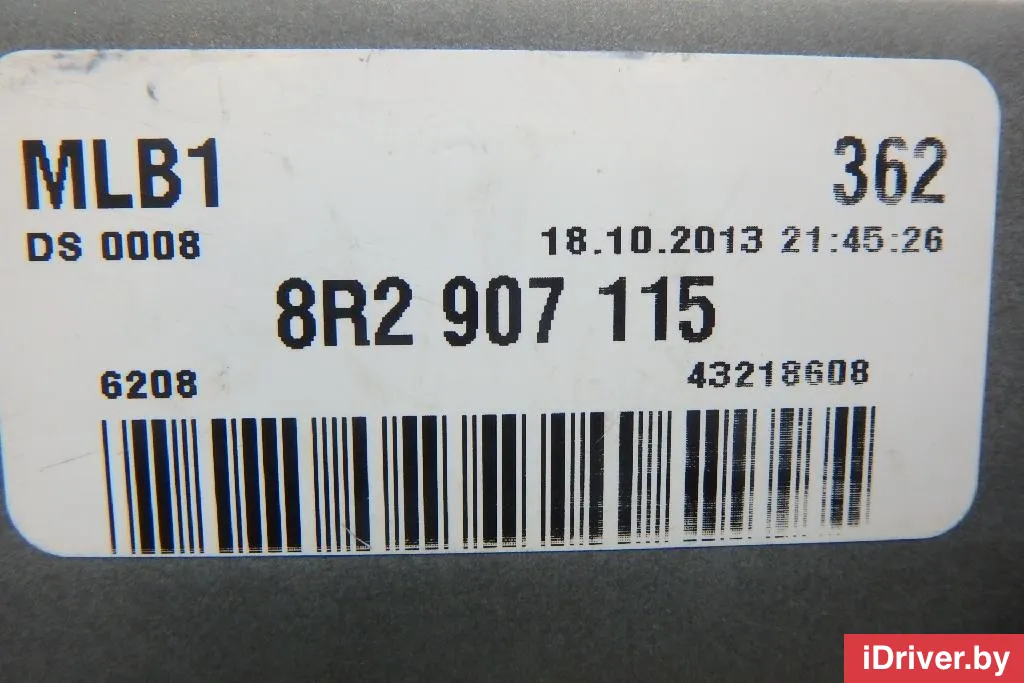 MLB1 362
DS 0008 18.10.2013 21:45:26
8R2 907 115
6208 43218608
iDriver.by